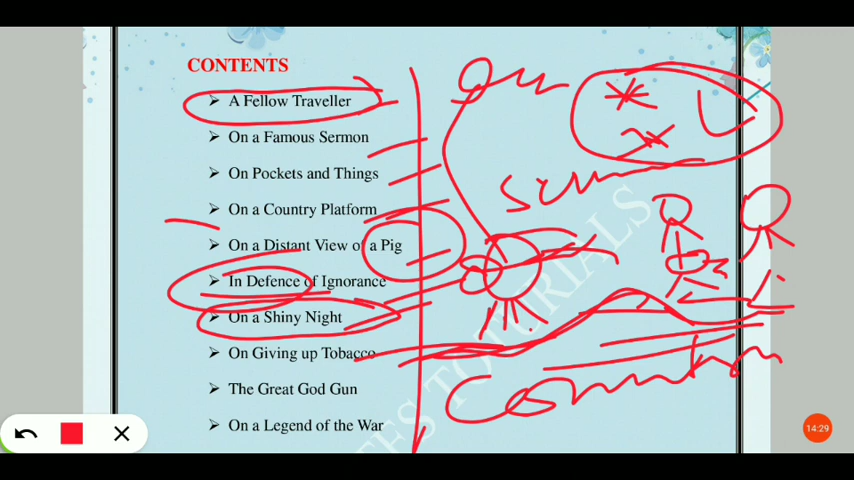 CONTENTS
➢ A Fellow Traveller
➢ On a Famous Sermon
➢ On Pockets and Things
➢ On a Country Platform
➢ On a Distant View of a Pig
➢ In Defence of Ignorance
➢ On a Shiny Night
➢ On Giving up Tobacco
➢ The Great God Gun
➢ On a Legend of the War
TUTORIALS
14:29